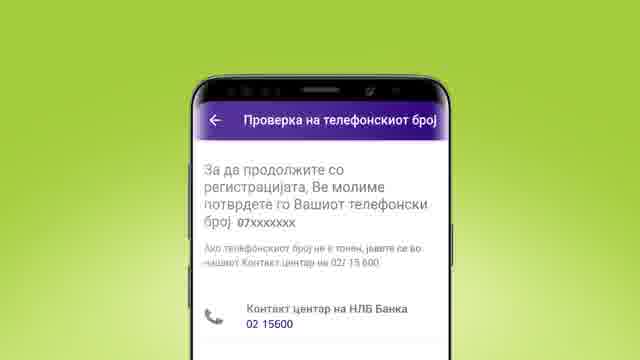 Проверка на телефонскиот број
За да продолжите со
регистрацијата, Ве молиме
потврдете го Вашиот телефонски
број 07xxxxxxx
Ако телефонскиот број не е точен, јавете се во
нашиот Контакт центар на 02/ 15 600
Контакт центар на НЛБ Банка
02 15600